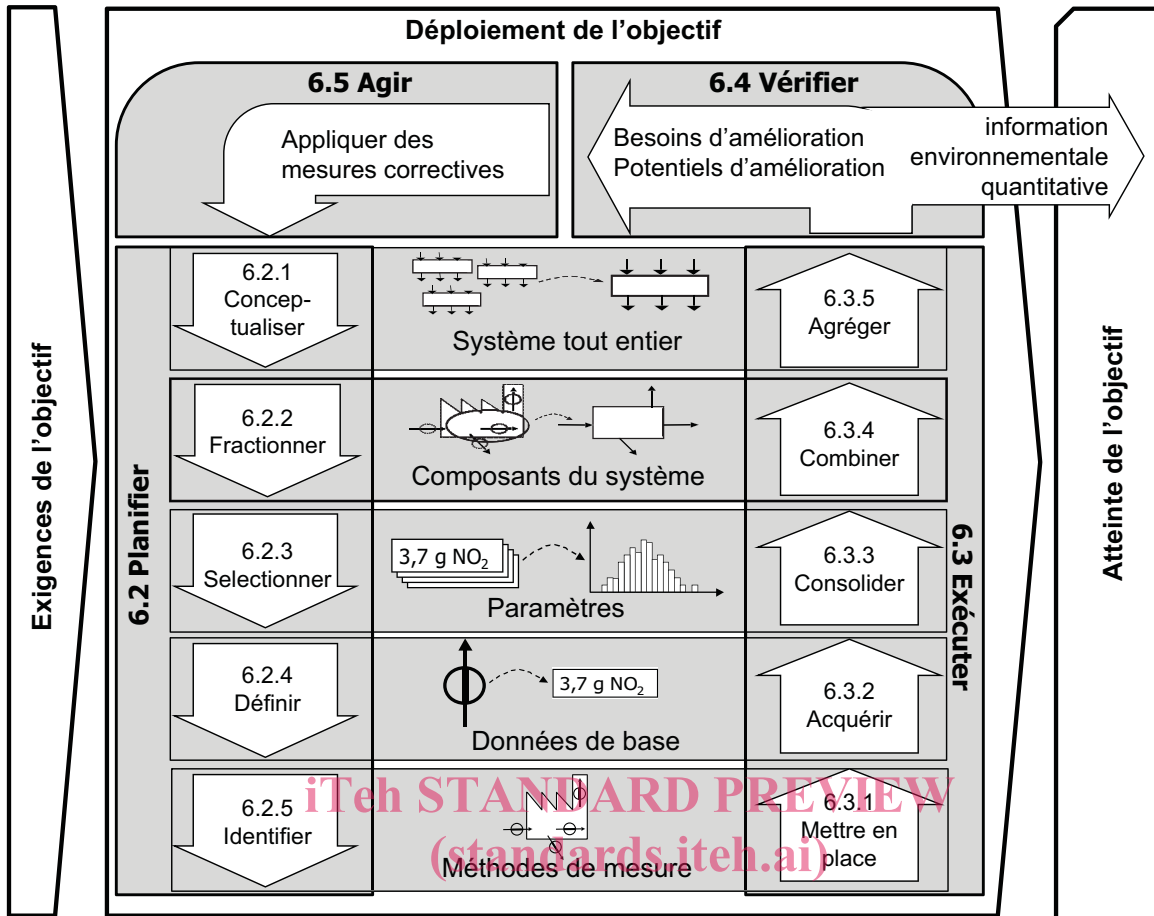 Déploiement de l’objectif
6.5 Agir
6.4 Vérifier
Appliquer des
mesures correctives
Besoins d’amélioration
Potentiels d’amélioration
information
environnementale
quantitative
Exigences de l’objectif
6.2 Planifier
6.2.1
Concep-
tualiser
Système tout entier
6.3.5
Agréger
6.2.2
Fractionner
Composants du système
6.3.4
Combiner
6.2.3
Selectionner
3,7 g NO₂
Paramètres
6.3.3
Consolider
6.2.4
Définir
3,7 g NO₂
Données de base
6.3.2
Acquérir
6.2.5
Identifier
Méthodes de mesure
6.3.1
Mettre en
place
6.3 Exécuter
Atteinte de l’objectif
iTeh STANDARD PREVIEW
(standards.iteh.ai)